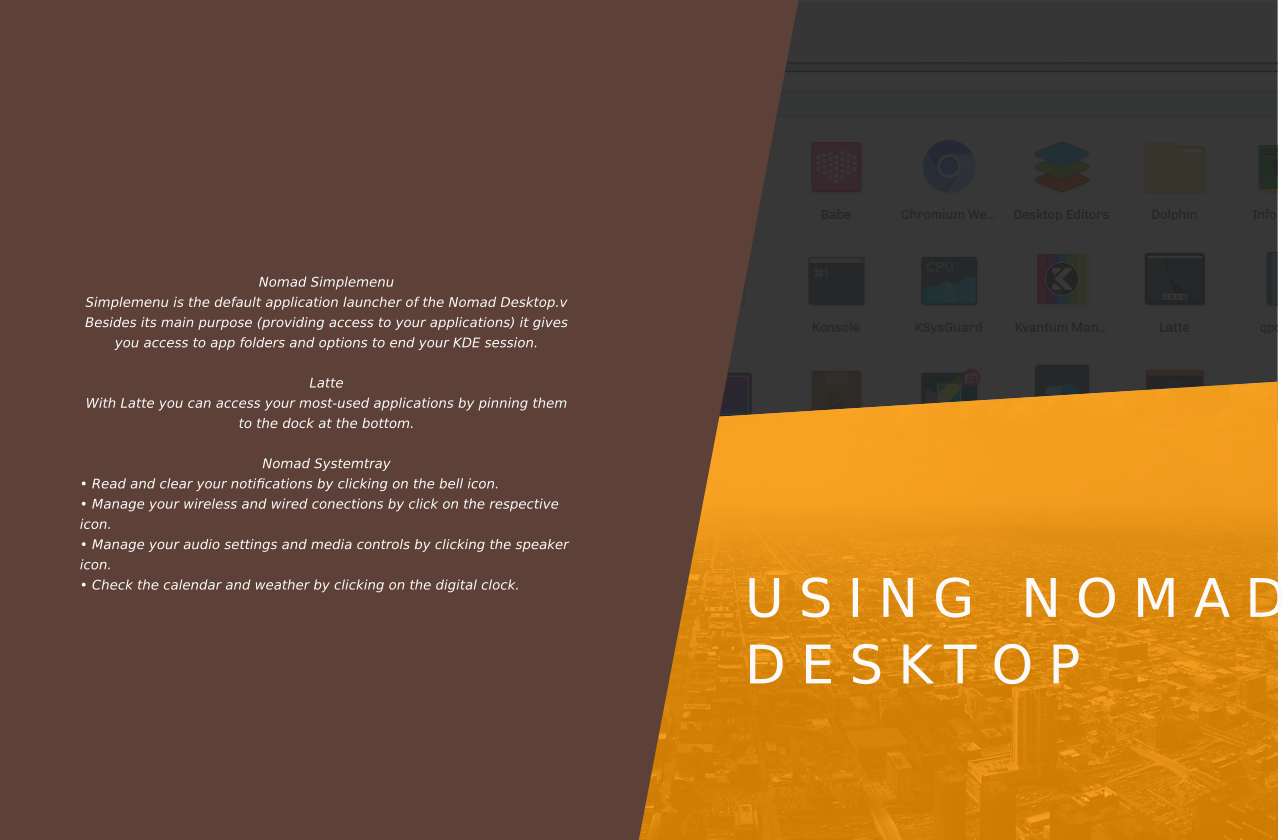 Nomad Simplemenu
Simplemenu is the default application launcher of the Nomad Desktop.v
Besides its main purpose (providing access to your applications) it gives
you access to app folders and options to end your KDE session.
Latte
With Latte you can access your most-used applications by pinning them
to the dock at the bottom.
Nomad Systemtray
• Read and clear your notifications by clicking on the bell icon.
• Manage your wireless and wired conections by click on the respective
icon.
• Manage your audio settings and media controls by clicking the speaker
icon.
• Check the calendar and weather by clicking on the digital clock.
Babe Chromium We... Desktop Editors Dolphin Info
#! CPU
Konsole KSysGuard Kvantum Man... Latte qp
USING NOMAD
DESKTOP